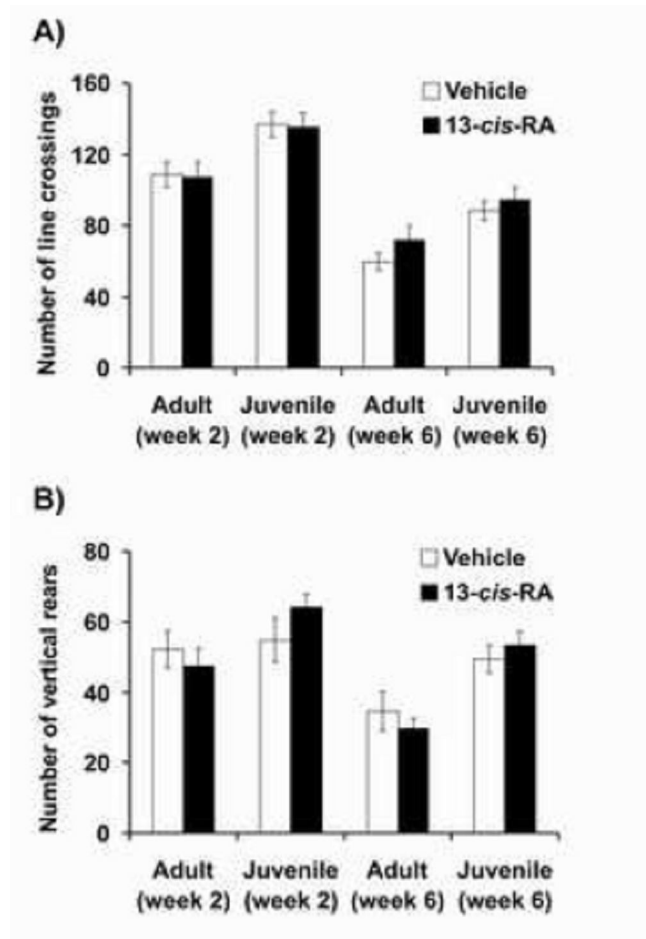 A)
Number of line crossings
160
120
80
40
0
Vehicle
13-cis-RA
Adult (week 2)
Juvenile (week 2)
Adult (week 6)
Juvenile (week 6)
B)
Number of vertical rears
80
60
40
20
0
Vehicle
13-cis-RA
Adult (week 2)
Juvenile (week 2)
Adult (week 6)
Juvenile (week 6)